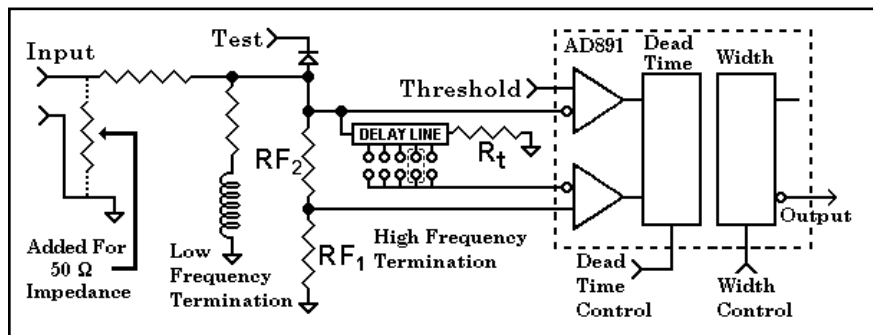 Test
AD891
Dead
Time
Width
Input
Threshold
DELAY LINE
RF2
Rt
Output
Added For
50 Ω
Impedance
Low
Frequency
Termination
RF1
High Frequency
Termination
Dead
Time
Control
Width
Control